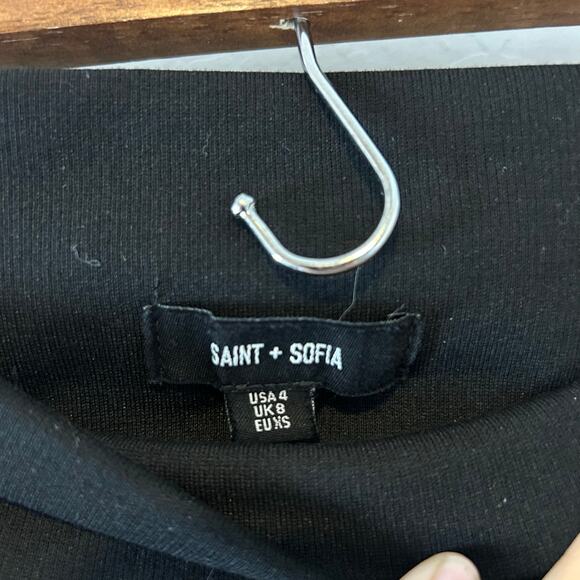 SAINT + SOFIA
USA 4
UK 8
EU XS